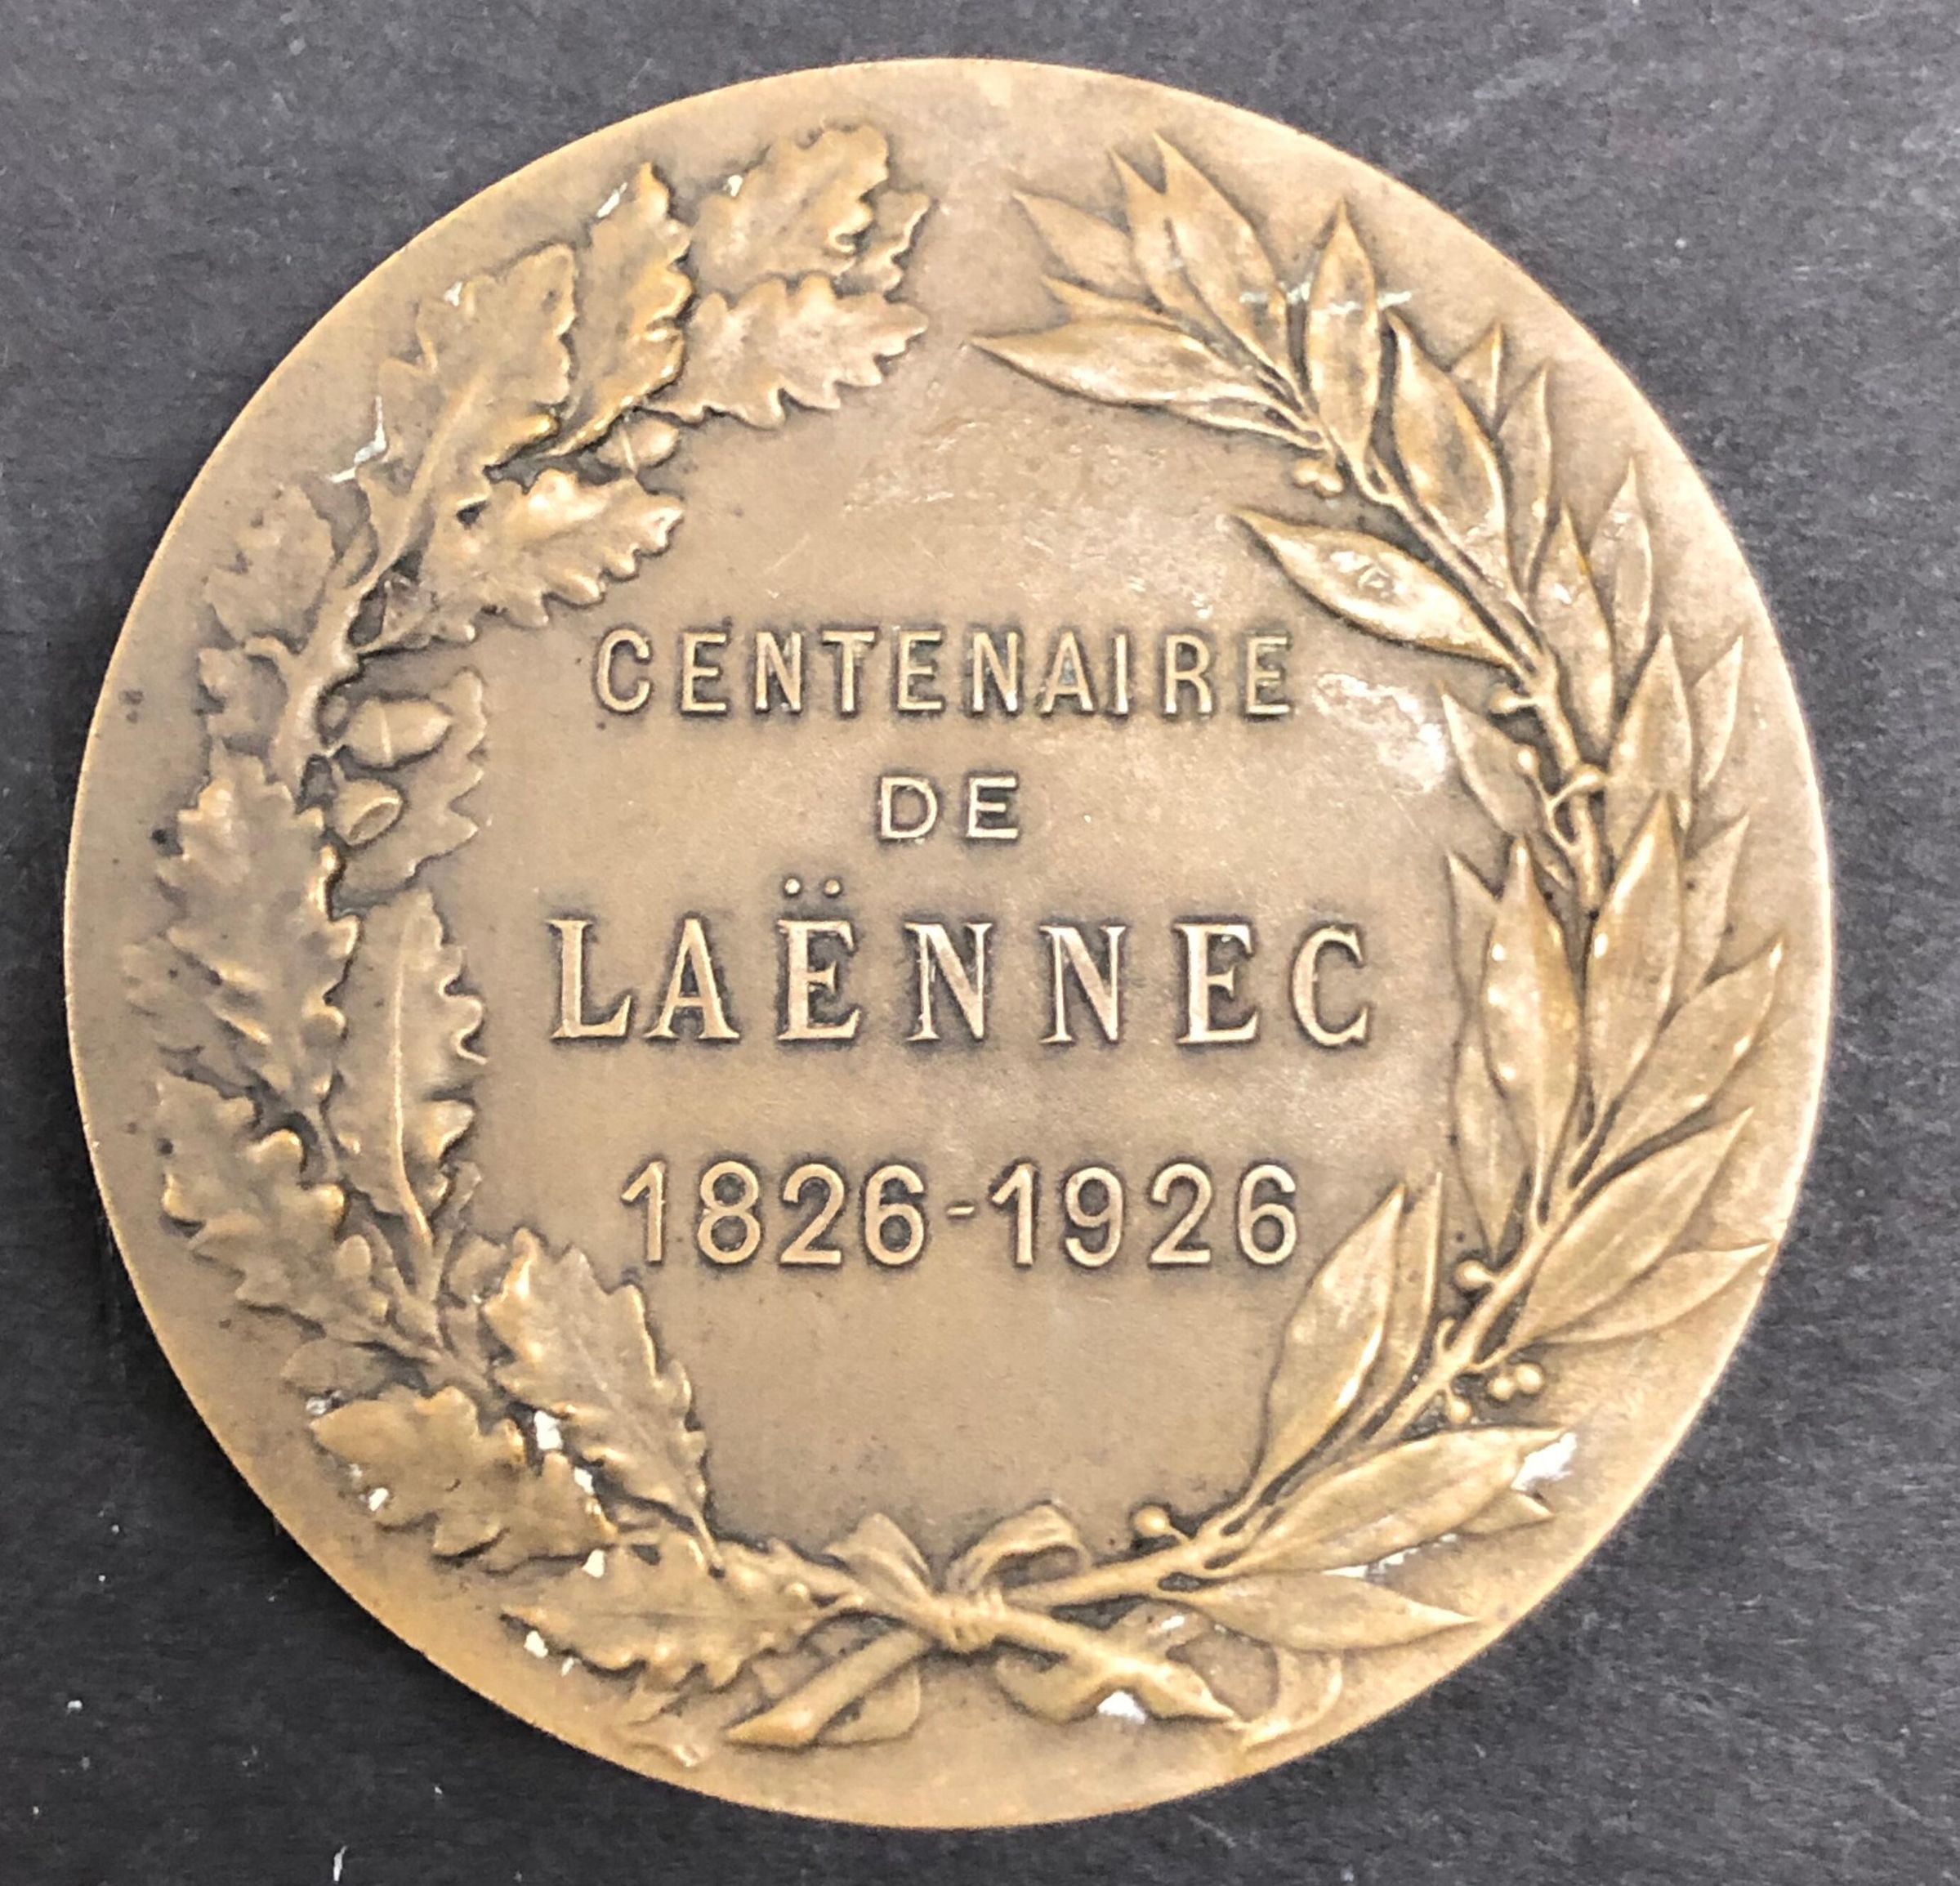 CENTENAIRE
DE
LAËNNEC
1826-1926